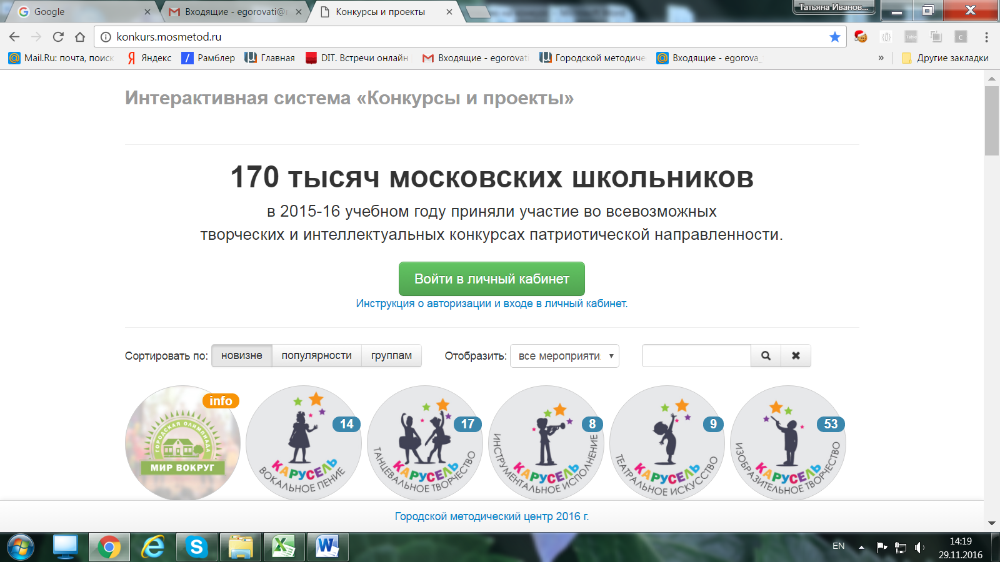 Google
Входящие - egorovati@
Конкурсы и проекты
Татьяна Иванов...
konkurs.mosmetod.ru
Mail.Ru: почта, поиск
Яндекс
Рамблер
Главная
DIT. Встречи онлайн
Входящие - egorovat
Городской методиче
Входящие - egorova_
»
Другие закладки
Интерактивная система «Конкурсы и проекты»
170 тысяч московских школьников
в 2015-16 учебном году приняли участие во всевозможных
творческих и интеллектуальных конкурсах патриотической направленности.
Войти в личный кабинет
Инструкция о авторизации и входе в личный кабинет.
Сортировать по: новизне популярности группам Отобразить: все мероприяти
info
ГОРОДСКАЯ ОЛИМПИАДА
МИР ВОКРУГ
14
КАРУСЕЛЬ
ВОКАЛЬНОЕ ПЕНИЕ
17
КАРУСЕЛЬ
ТАНЦЕВАЛЬНОЕ ТВОРЧЕСТВО
8
КАРУСЕЛЬ
ИНСТРУМЕНТАЛЬНОЕ ИСПОЛНЕНИЕ
9
КАРУСЕЛЬ
ТЕАТРАЛЬНОЕ ИСКУССТВО
53
КАРУСЕЛЬ
ИЗОБРАЗИТЕЛЬНОЕ ТВОРЧЕСТВО
Городской методический центр 2016 г.
EN
14:19
29.11.2016